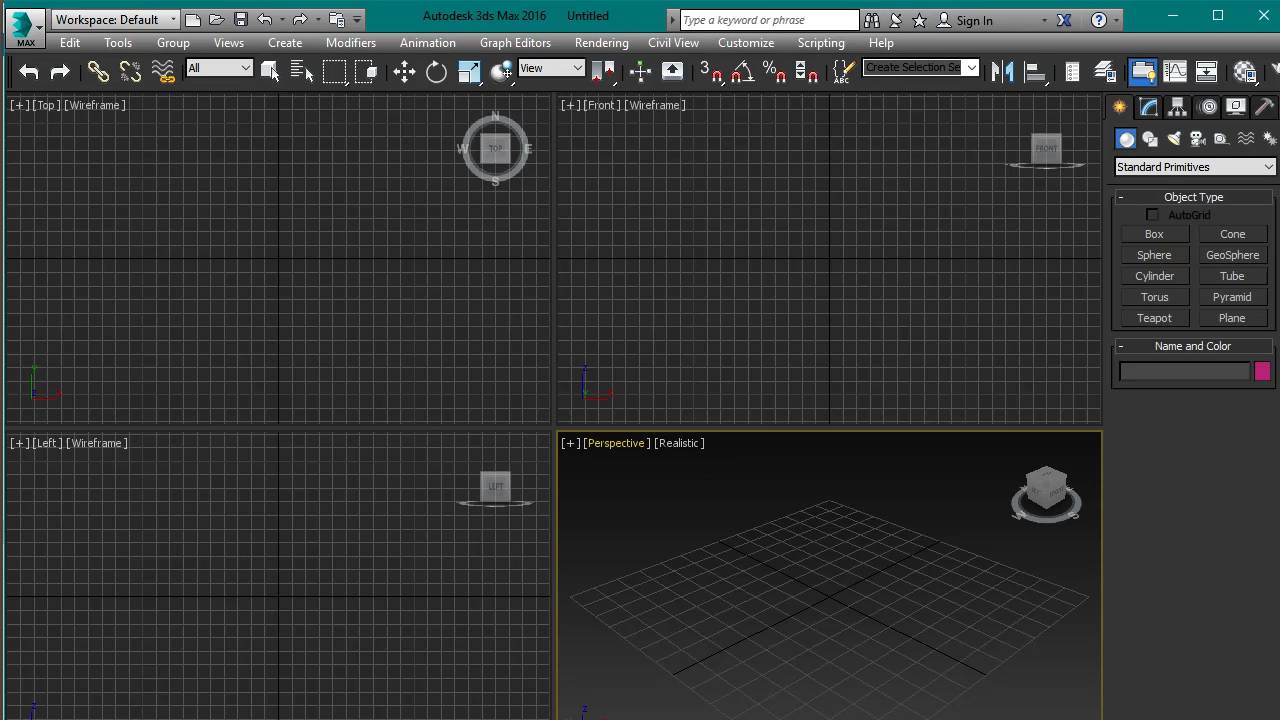 Workspace: Default
Autodesk 3ds Max 2016 Untitled
Type a keyword or phrase
Sign In
MAX
Edit Tools Group Views Create Modifiers Animation Graph Editors Rendering Civil View Customize Scripting Help
All
View
3
ABC
Create Selection Se
[+][Top][Wireframe]
N
W TOP E
S
[+][Front][Wireframe]
FRONT
y
z x
z
y x
[+][Left][Wireframe]
LEFT
z
[+][Perspective][Realistic]
z
Standard Primitives
- Object Type
AutoGrid
Box Cone
Sphere GeoSphere
Cylinder Tube
Torus Pyramid
Teapot Plane
- Name and Color